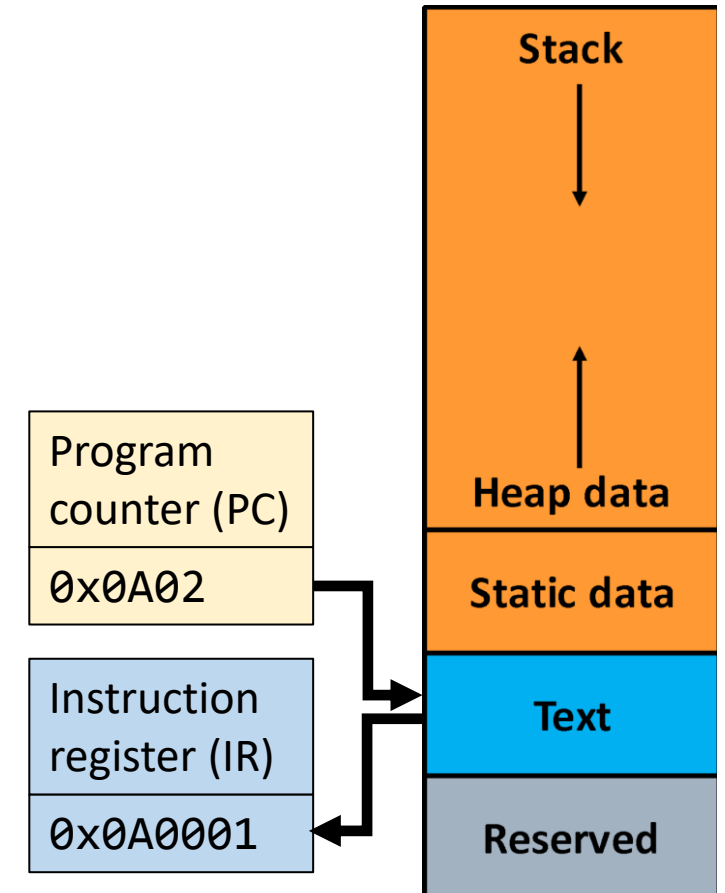 Stack
Heap data
Static data
Text
Reserved
Program
counter (PC)
0x0A02
Instruction
register (IR)
0x0A0001